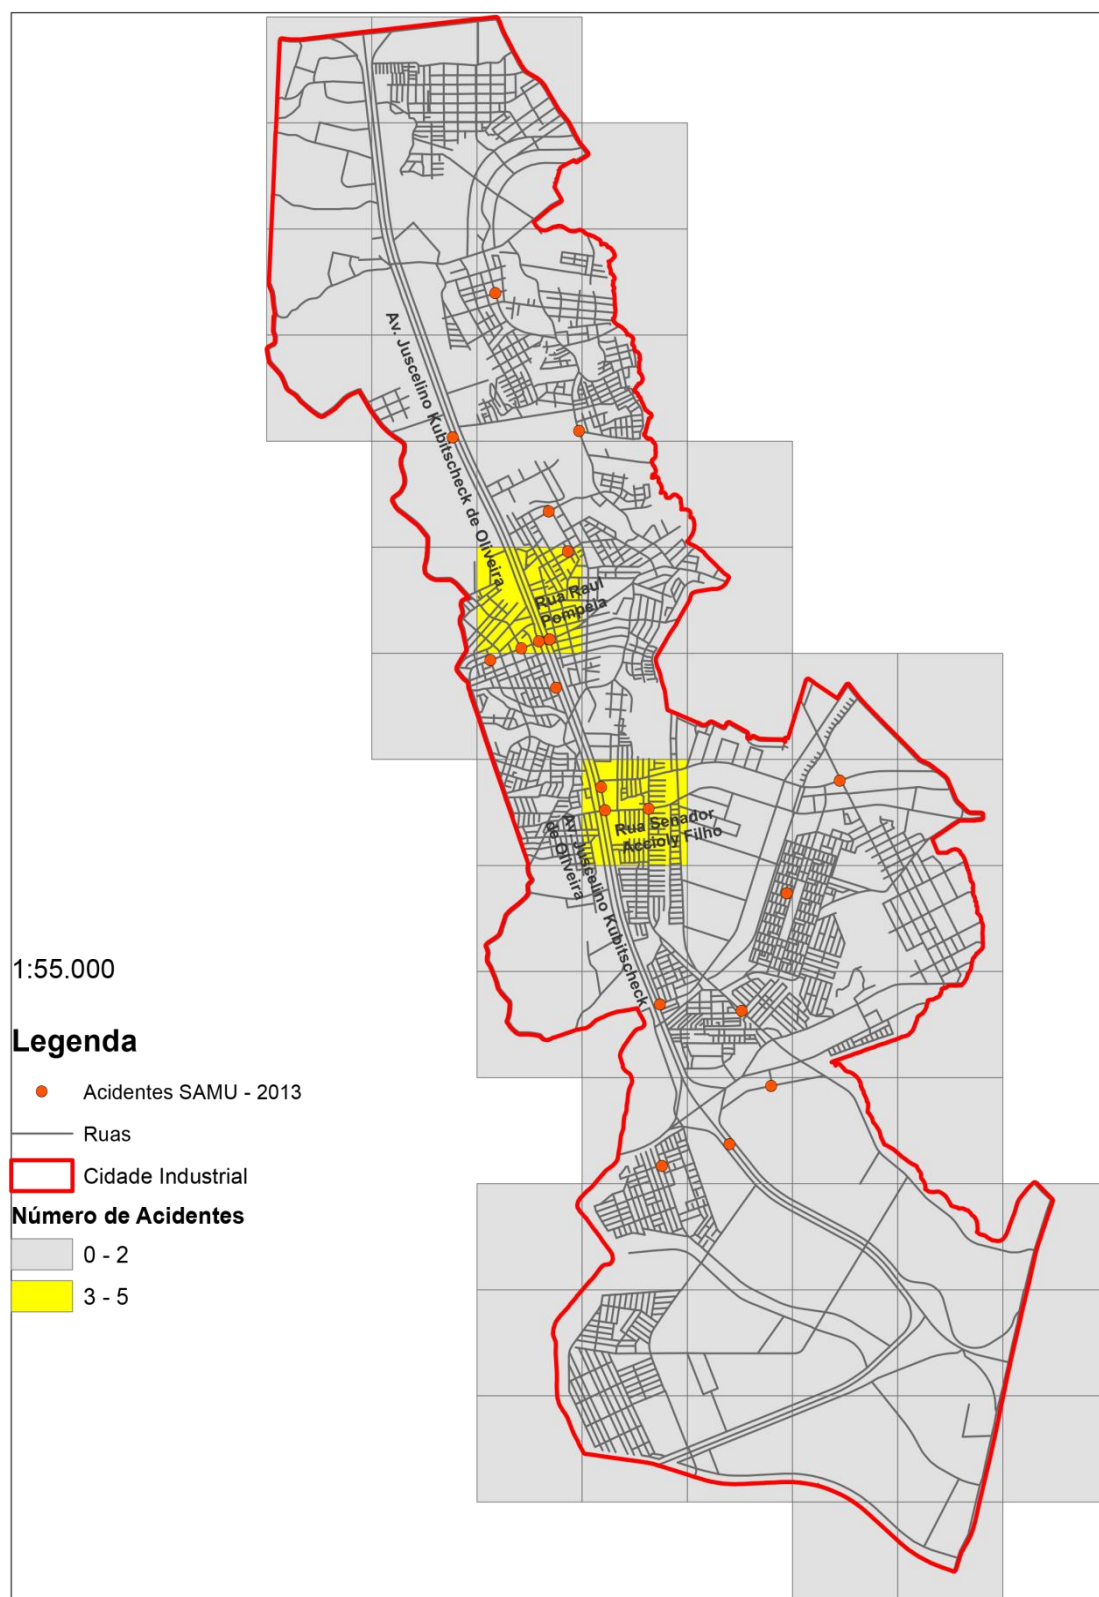 Av. Juscelino Kubitscheck de Oliveira
Rua Raul
Pompéia
Rua Senador
Accioly Filho
Av. Juscelino Kubitscheck
de Oliveira
1:55.000
Legenda
Acidentes SAMU - 2013
Ruas
Cidade Industrial
Número de Acidentes
0 - 2
3 - 5